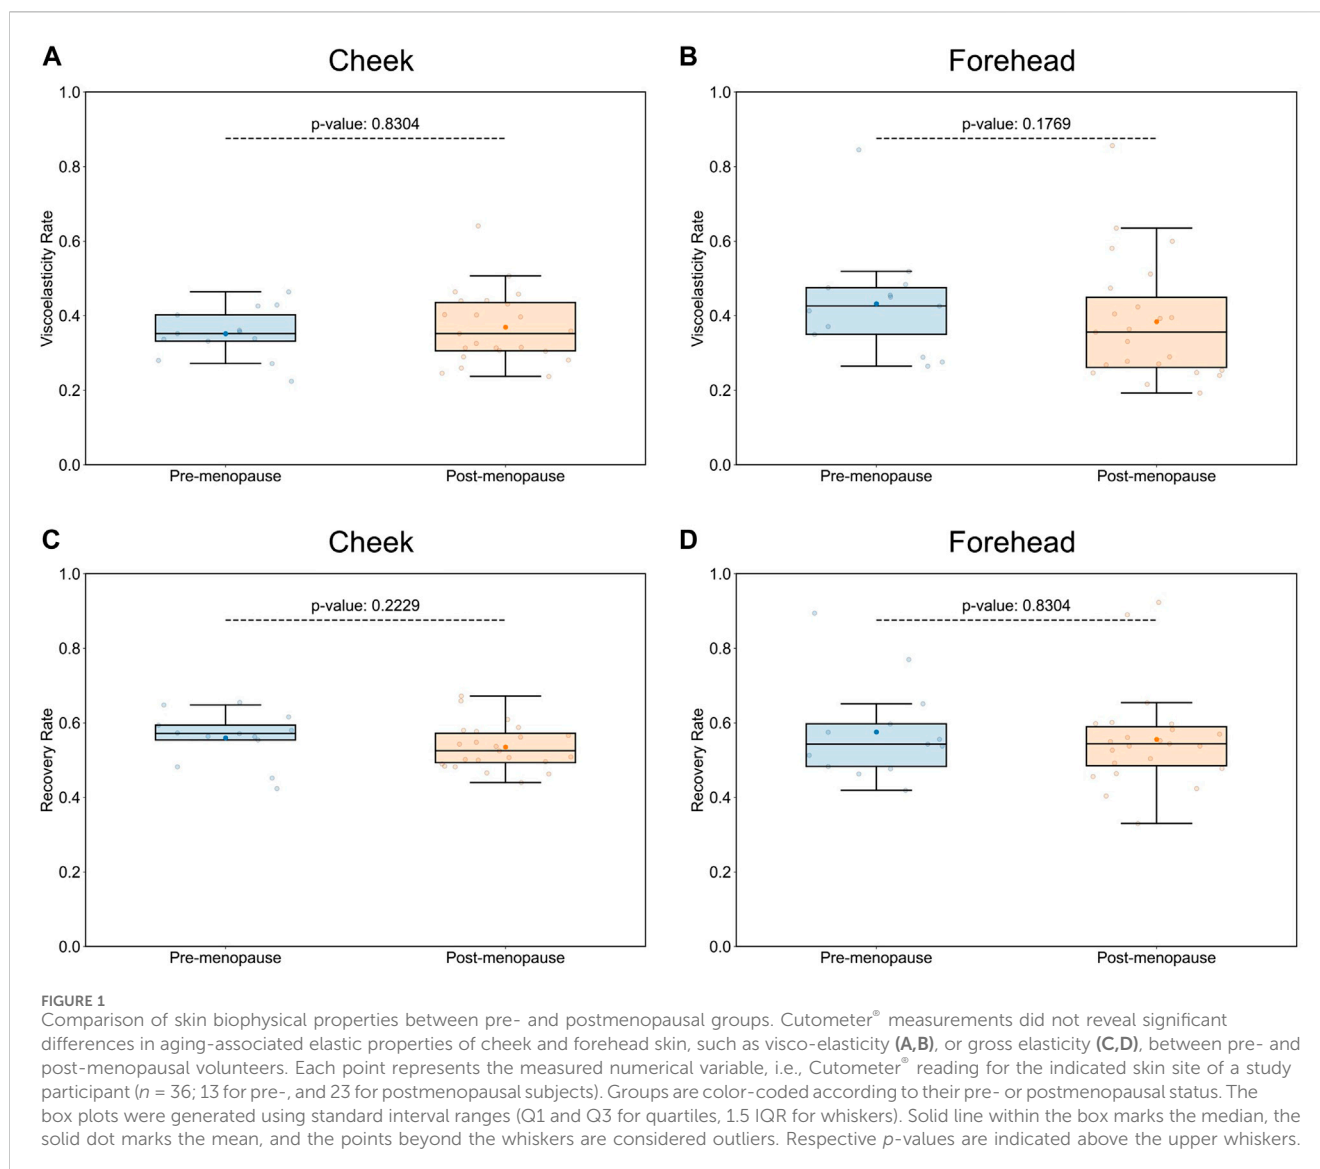 A
Cheek
1.0
0.8
0.6
0.4
0.2
0.0
Viscoelasticity Rate
p-value: 0.8304
Pre-menopause
Post-menopause
B
Forehead
1.0
0.8
0.6
0.4
0.2
0.0
Viscoelasticity Rate
p-value: 0.1769
Pre-menopause
Post-menopause
C
Cheek
1.0
0.8
0.6
0.4
0.2
0.0
Recovery Rate
p-value: 0.2229
Pre-menopause
Post-menopause
D
Forehead
1.0
0.8
0.6
0.4
0.2
0.0
Recovery Rate
p-value: 0.8304
Pre-menopause
Post-menopause
FIGURE 1
Comparison of skin biophysical properties between pre- and postmenopausal groups. Cutometer® measurements did not reveal significant
differences in aging-associated elastic properties of cheek and forehead skin, such as visco-elasticity (A,B), or gross elasticity (C,D), between pre- and
post-menopausal volunteers. Each point represents the measured numerical variable, i.e., Cutometer® reading for the indicated skin site of a study
participant (n = 36; 13 for pre-, and 23 for postmenopausal subjects). Groups are color-coded according to their pre- or postmenopausal status. The
box plots were generated using standard interval ranges (Q1 and Q3 for quartiles, 1.5 IQR for whiskers). Solid line within the box marks the median, the
solid dot marks the mean, and the points beyond the whiskers are considered outliers. Respective p-values are indicated above the upper whiskers.